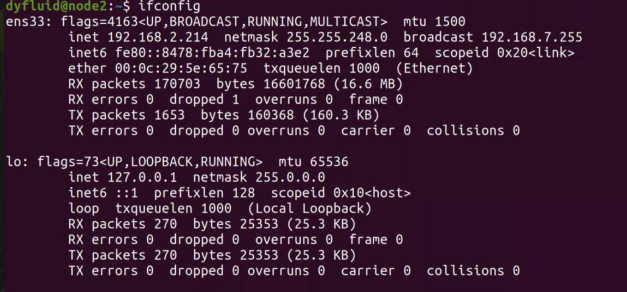 dyfluid@node2:~$ ifconfig
ens33: flags=4163<UP,BROADCAST,RUNNING,MULTICAST>  mtu 1500
        inet 192.168.2.214  netmask 255.255.248.0  broadcast 192.168.7.255
        inet6 fe80::8478:fba4:fb32:a3e2  prefixlen 64  scopeid 0x20<link>
        ether 00:0c:29:5e:65:75  txqueuelen 1000  (Ethernet)
        RX packets 170703  bytes 16601768 (16.6 MB)
        RX errors 0  dropped 1  overruns 0  frame 0
        TX packets 1653  bytes 160368 (160.3 KB)
        TX errors 0  dropped 0 overruns 0  carrier 0  collisions 0
lo: flags=73<UP,LOOPBACK,RUNNING>  mtu 65536
        inet 127.0.0.1  netmask 255.0.0.0
        inet6 ::1  prefixlen 128  scopeid 0x10<host>
        loop  txqueuelen 1000  (Local Loopback)
        RX packets 270  bytes 25353 (25.3 KB)
        RX errors 0  dropped 0  overruns 0  frame 0
        TX packets 270  bytes 25353 (25.3 KB)
        TX errors 0  dropped 0 overruns 0  carrier 0  collisions 0